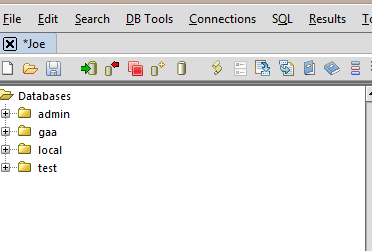 File Edit Search DB Tools Connections SQL Results
*Joe
Databases
admin
gaa
local
test